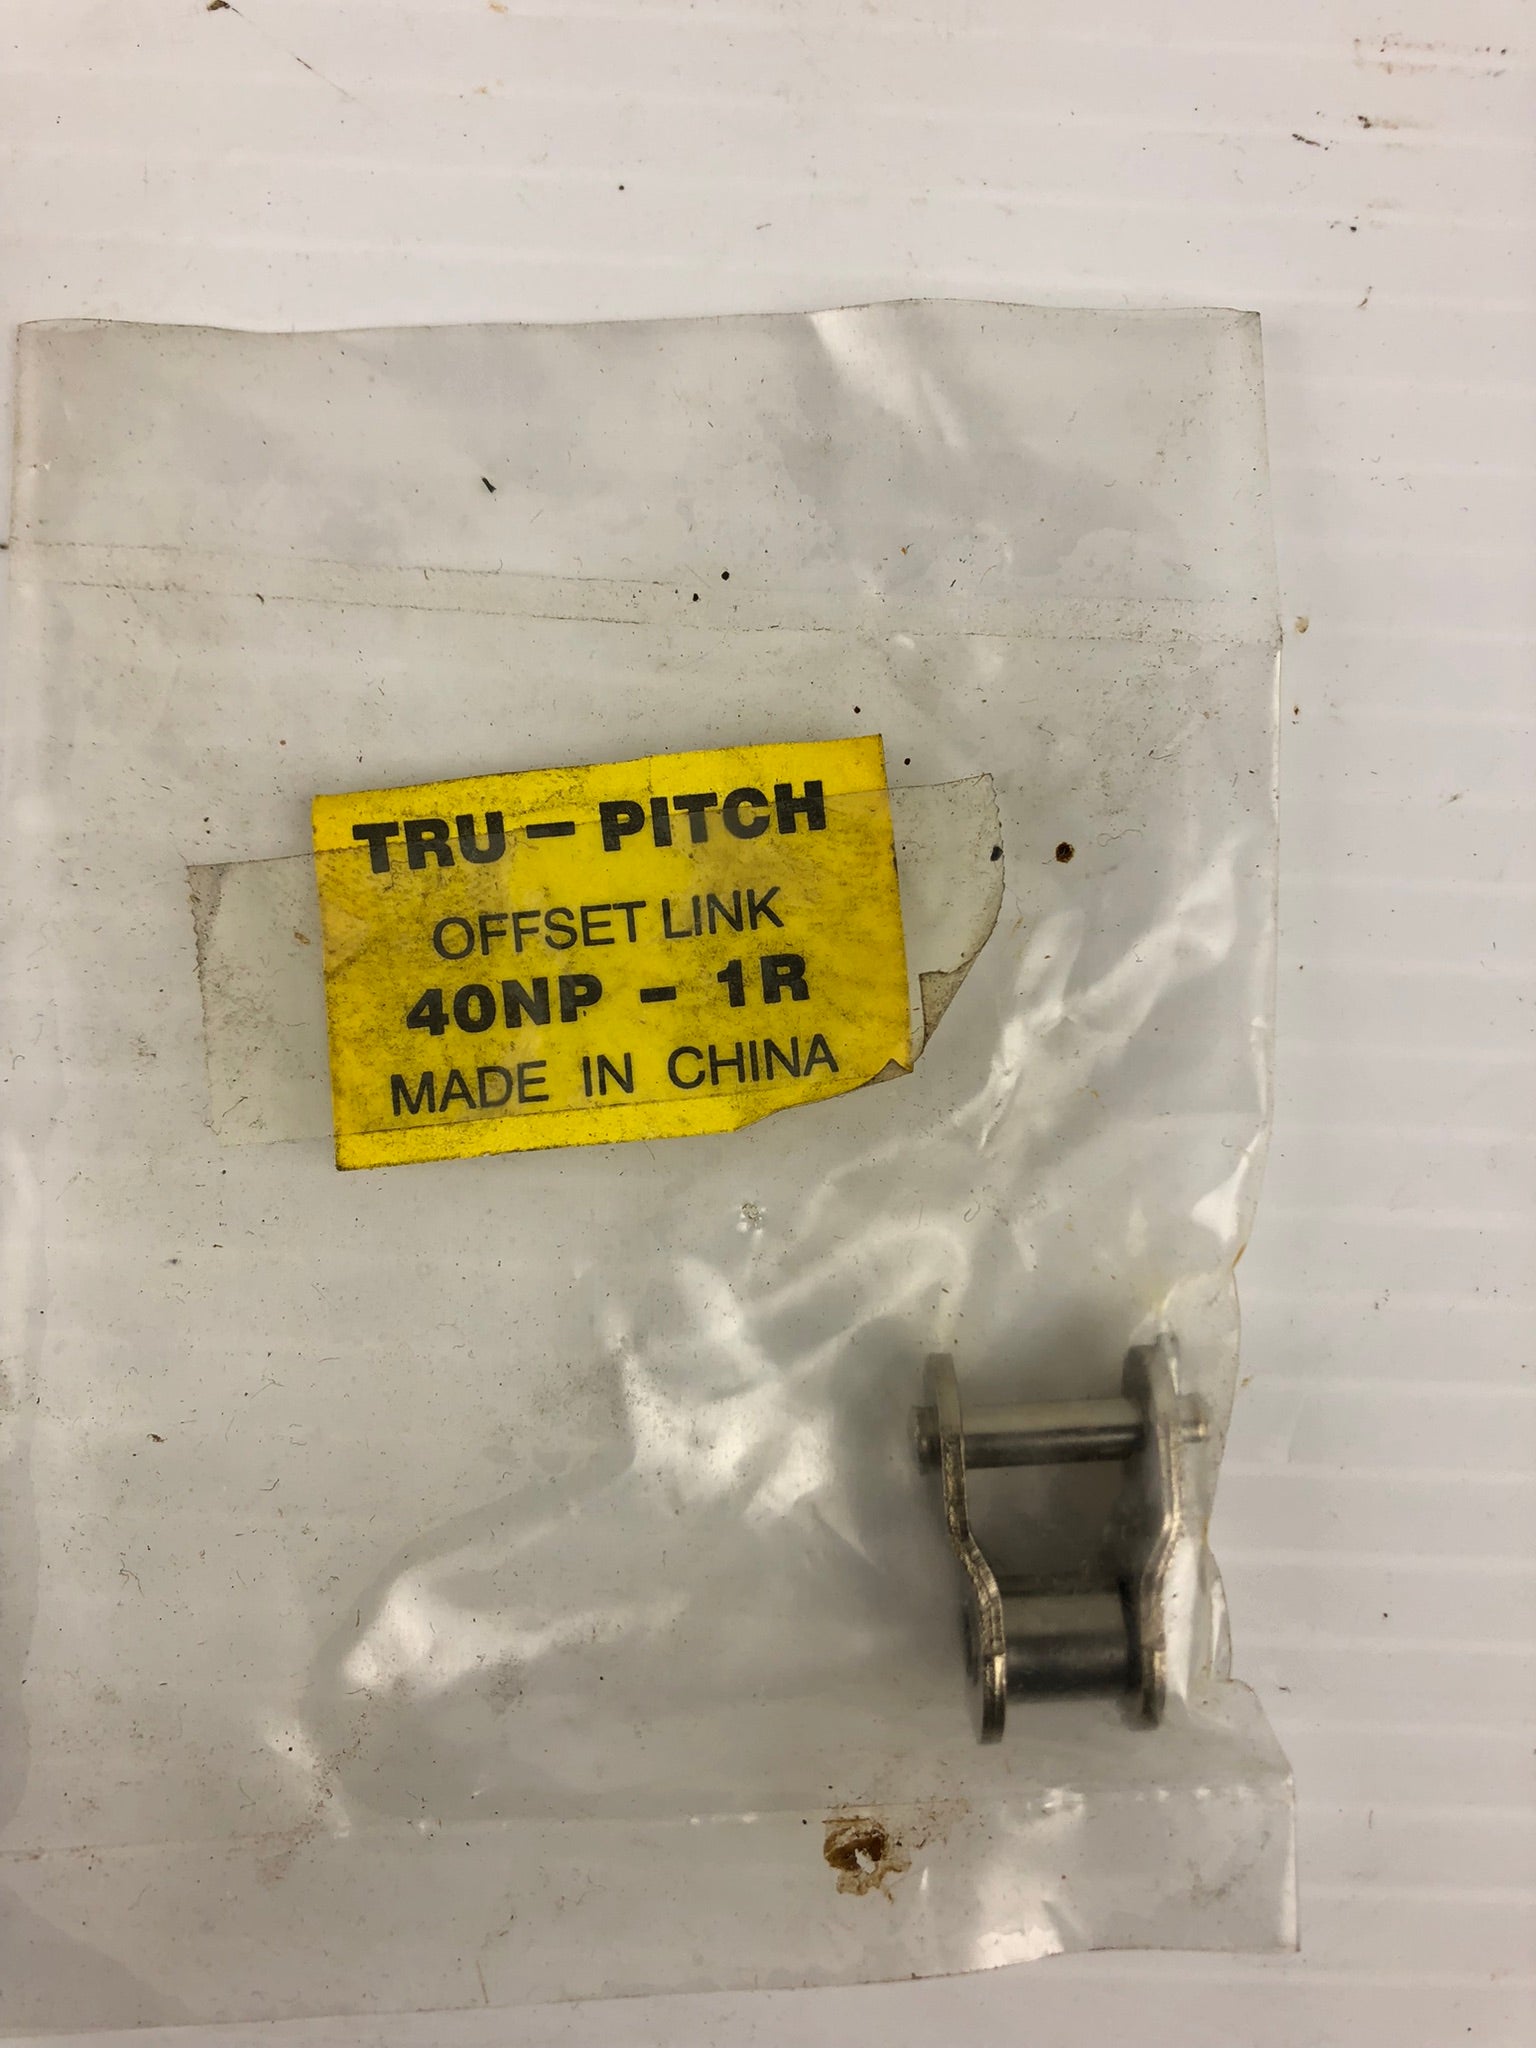 TRU - PITCH
OFFSET LINK
40NP - 1R
MADE IN CHINA